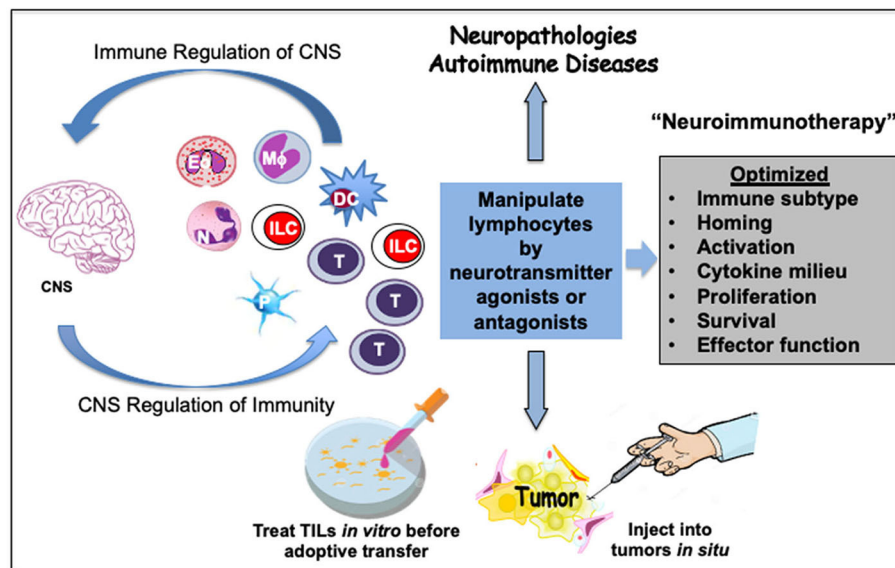 Immune Regulation of CNS
Eo
Mϕ
DC
N
ILC
ILC
T
P
T
T
CNS
CNS Regulation of Immunity
Neuropathologies
Autoimmune Diseases
Manipulate
lymphocytes
by
neurotransmitter
agonists or
antagonists
“Neuroimmunotherapy”
Optimized
• Immune subtype
• Homing
• Activation
• Cytokine milieu
• Proliferation
• Survival
• Effector function
Treat TILs in vitro before
adoptive transfer
Tumor
Inject into
tumors in situ